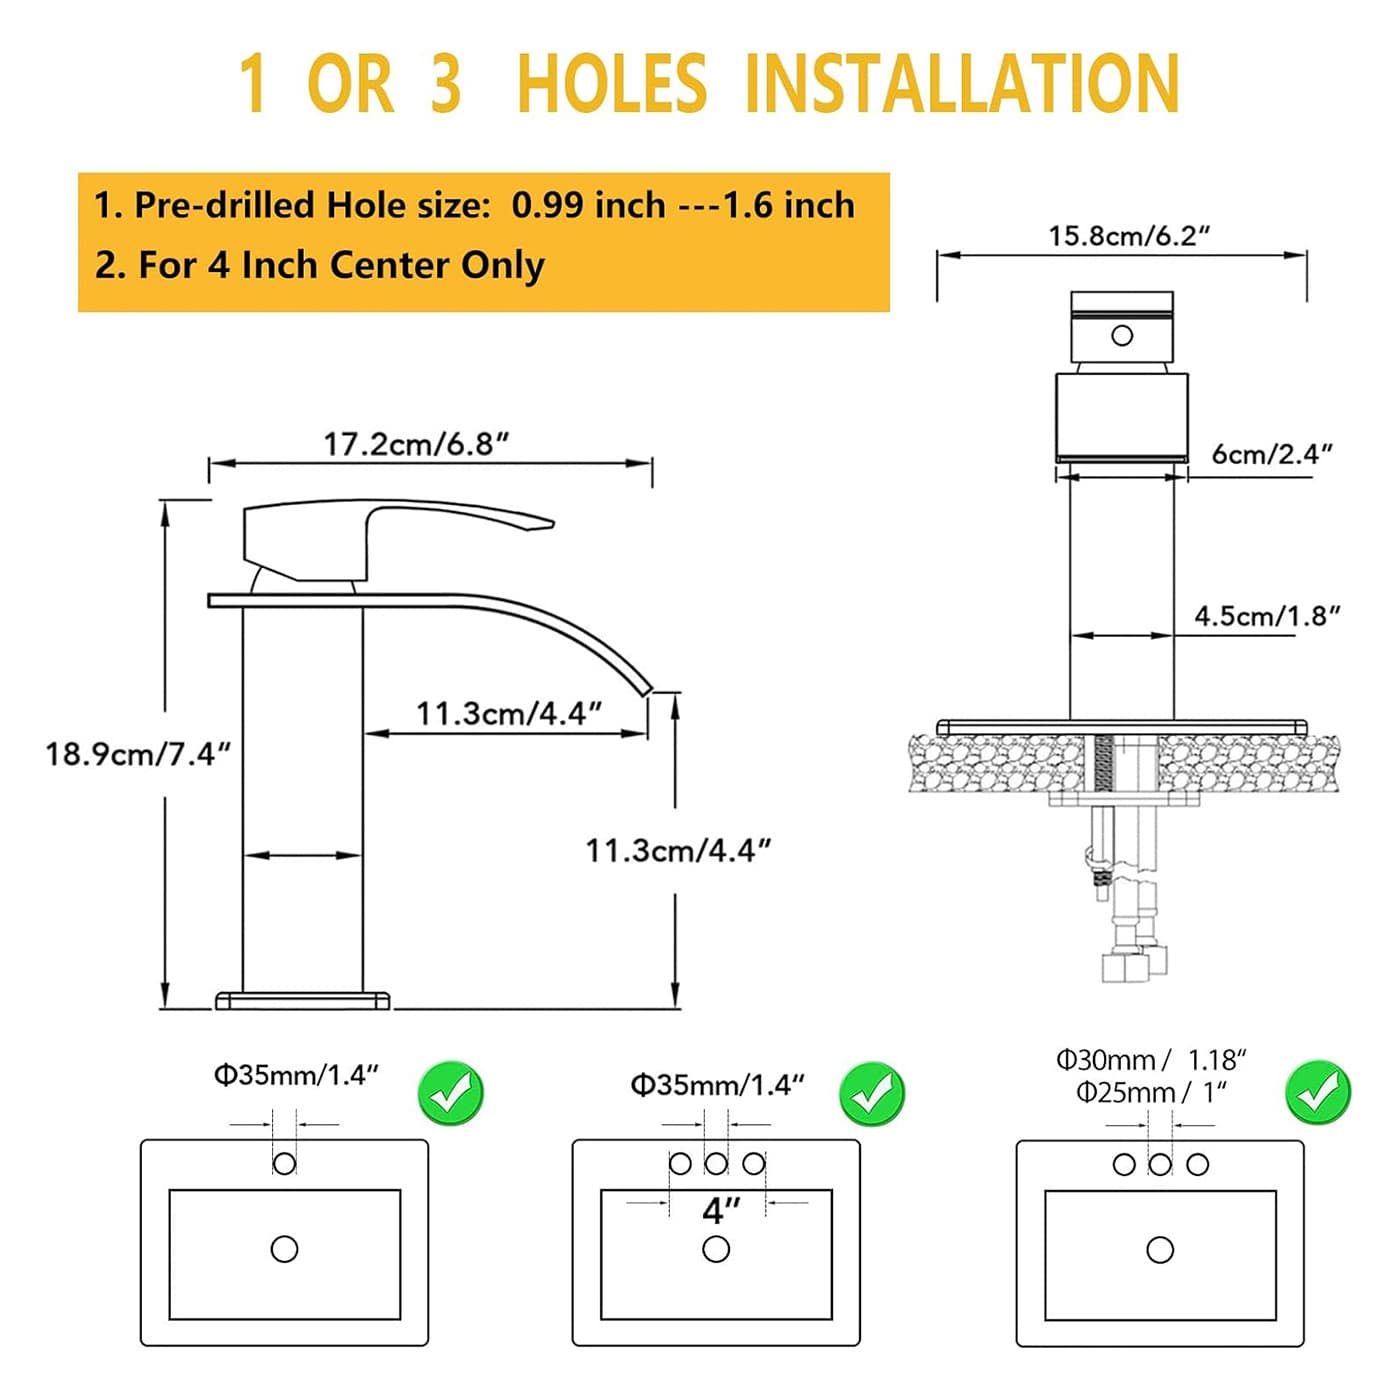 1 OR 3 HOLES INSTALLATION
1. Pre-drilled Hole size: 0.99 inch ---1.6 inch
2. For 4 Inch Center Only
15.8cm/6.2″
17.2cm/6.8″
6cm/2.4″
4.5cm/1.8″
11.3cm/4.4″
18.9cm/7.4″
11.3cm/4.4″
Φ35mm/1.4″
Φ35mm/1.4″
4″
Φ30mm / 1.18″
Φ25mm / 1″